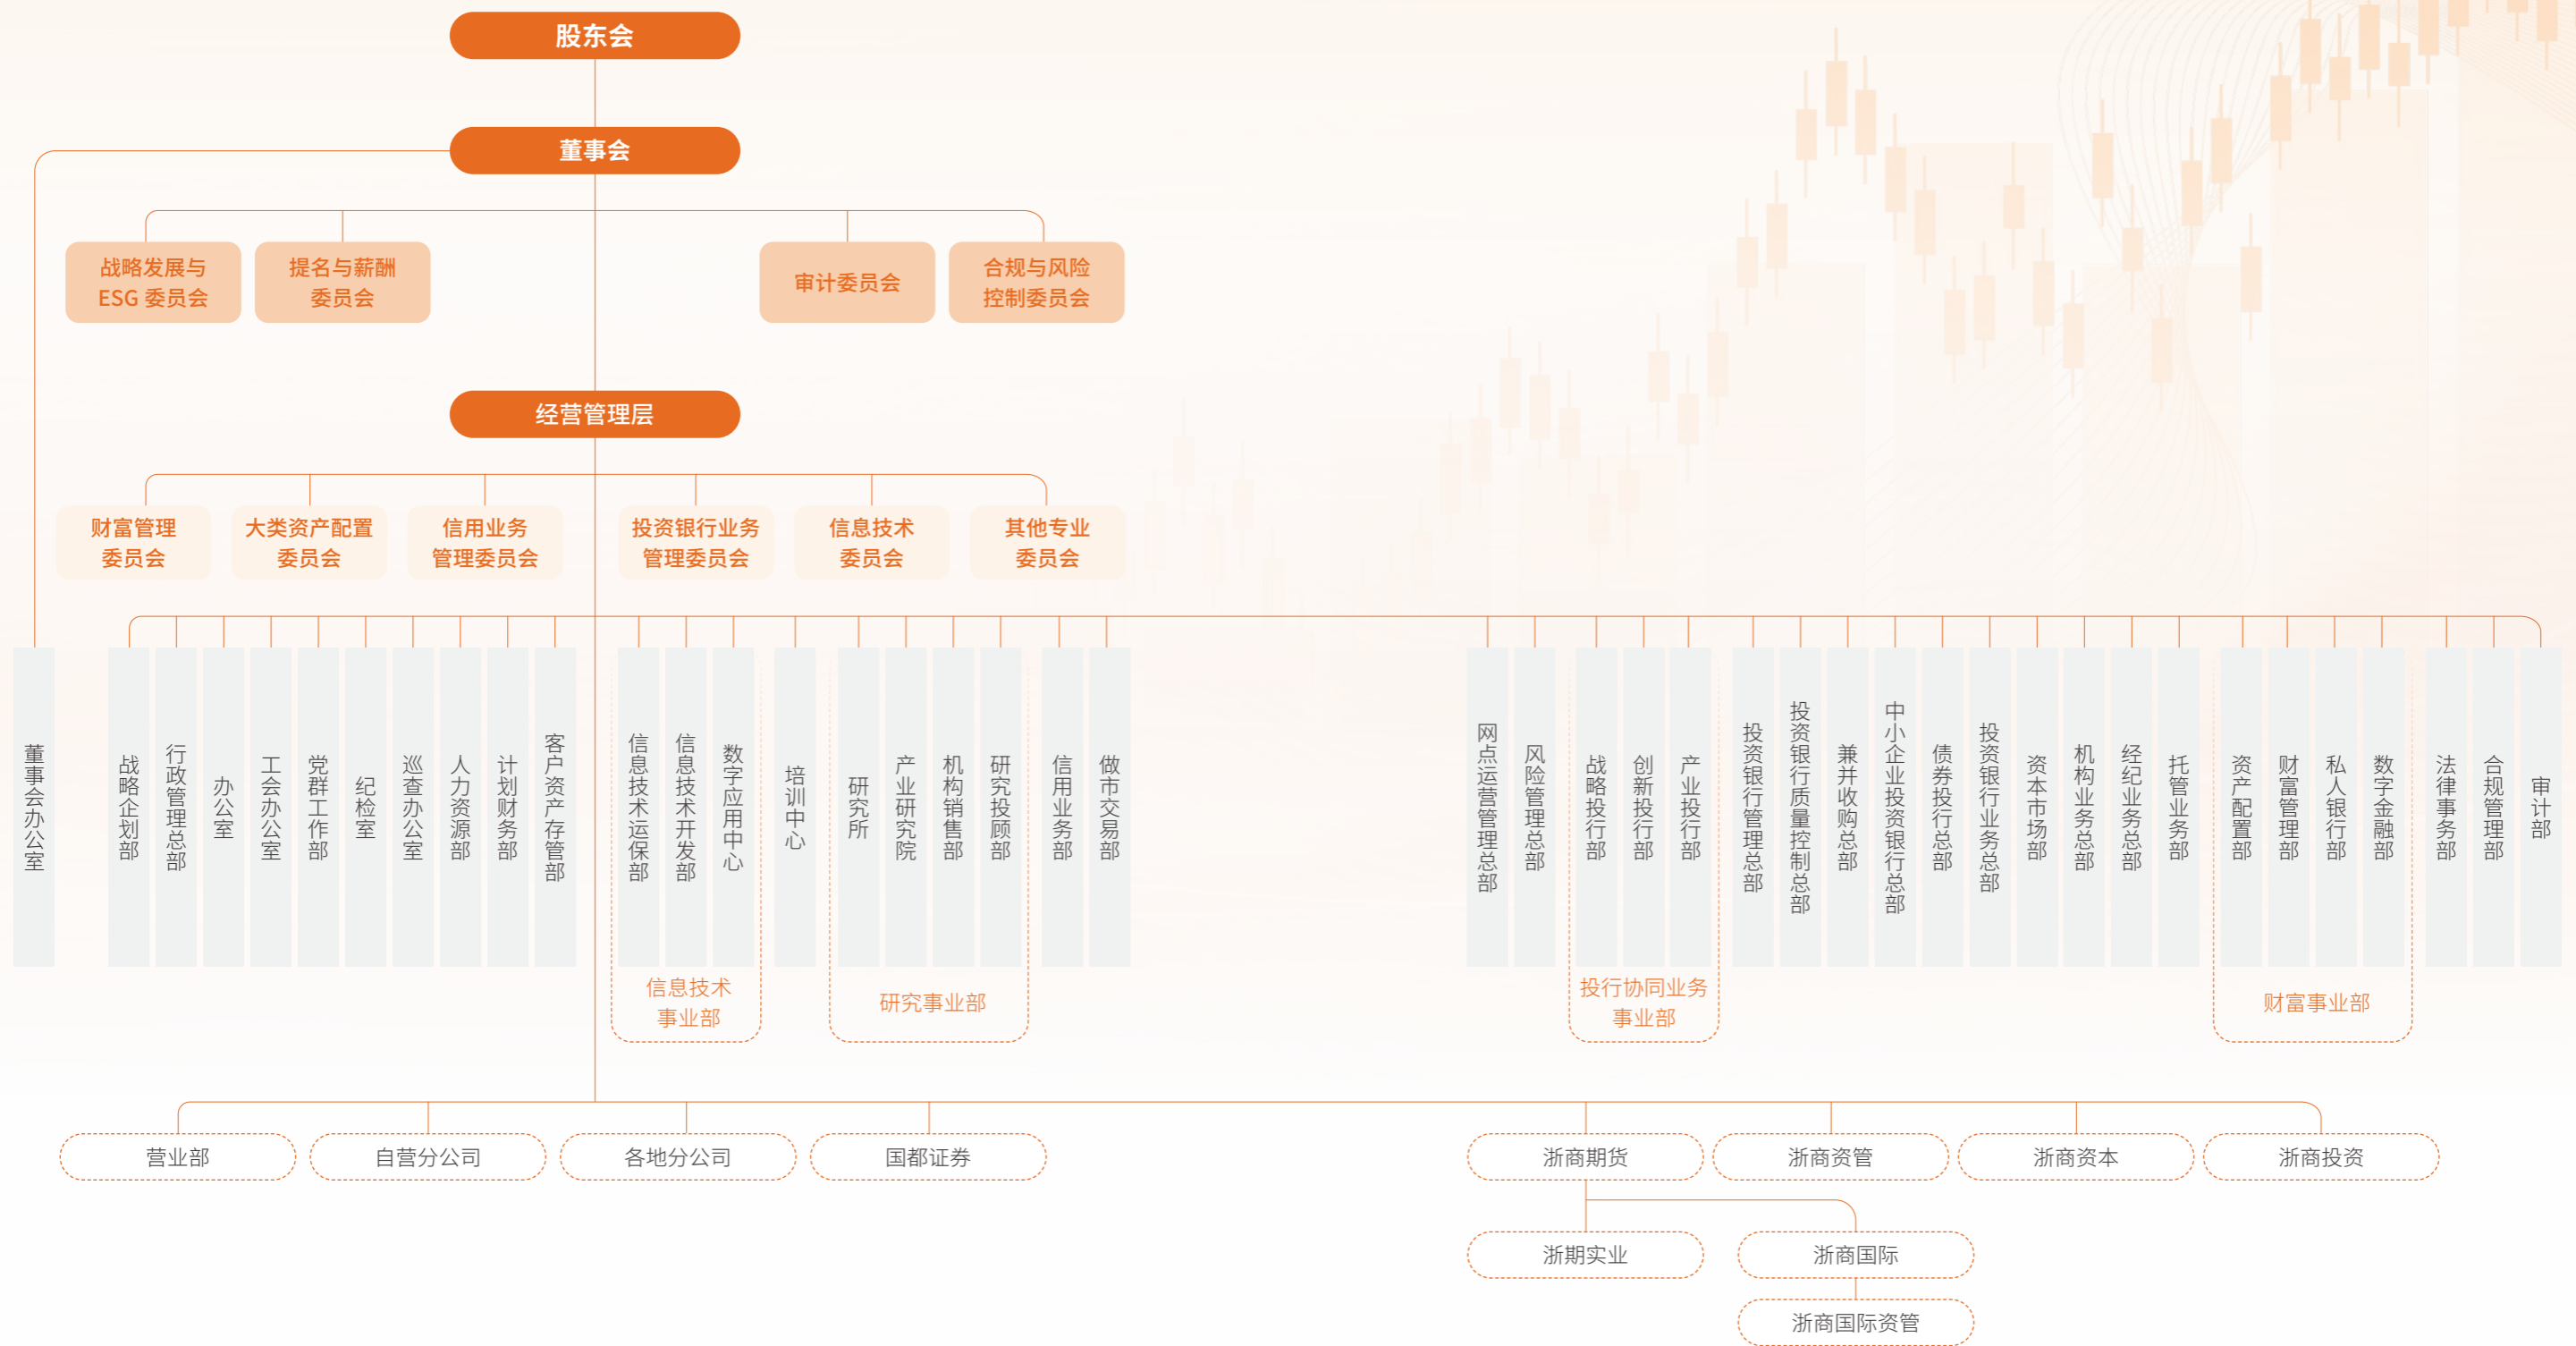 股东会
董事会
战略发展与
ESG 委员会
提名与薪酬
委员会
审计委员会
合规与风险
控制委员会
经营管理层
财富管理
委员会
大类资产配置
委员会
信用业务
管理委员会
投资银行业务
管理委员会
信息技术
委员会
其他专业
委员会
董事会办公室
战略企划部
行政管理总部
办公室
工会办公室
党群工作部
纪检室
巡查办公室
人力资源部
计划财务部
客户资产存管部
信息技术运保部
信息技术开发部
数字应用中心
信息技术
事业部
培训中心
研究所
产业研究院
机构销售部
研究投顾部
研究事业部
信用业务部
做市交易部
网点运营管理总部
风险管理总部
战略投行部
创新投行部
产业投行部
投行协同业务
事业部
投资银行管理总部
投资银行质量控制总部
兼并收购总部
中小企业投资银行总部
债券投行总部
投资银行业务总部
资本市场部
机构业务总部
经纪业务总部
托管业务部
资产配置部
财富管理部
私人银行部
数字金融部
财富事业部
法律事务部
合规管理部
审计部
营业部
自营分公司
各地分公司
国都证券
浙商期货
浙商资管
浙商资本
浙商投资
浙期实业
浙商国际
浙商国际资管